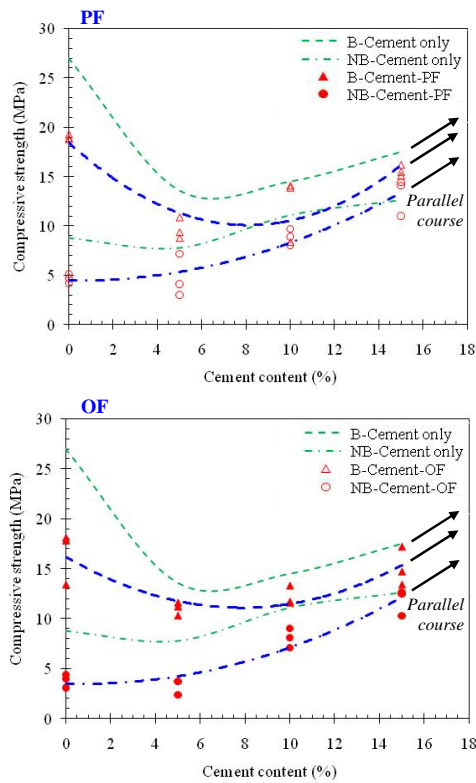 PF
30
25
20
15
10
5
0
Compressive strength (MPa)
B-Cement only
NB-Cement only
B-Cement-PF
NB-Cement-PF
Parallel
course
0 2 4 6 8 10 12 14 16 18
Cement content (%)
OF
30
25
20
15
10
5
0
Compressive strength (MPa)
B-Cement only
NB-Cement only
B-Cement-OF
NB-Cement-OF
Parallel
course
0 2 4 6 8 10 12 14 16 18
Cement content (%)